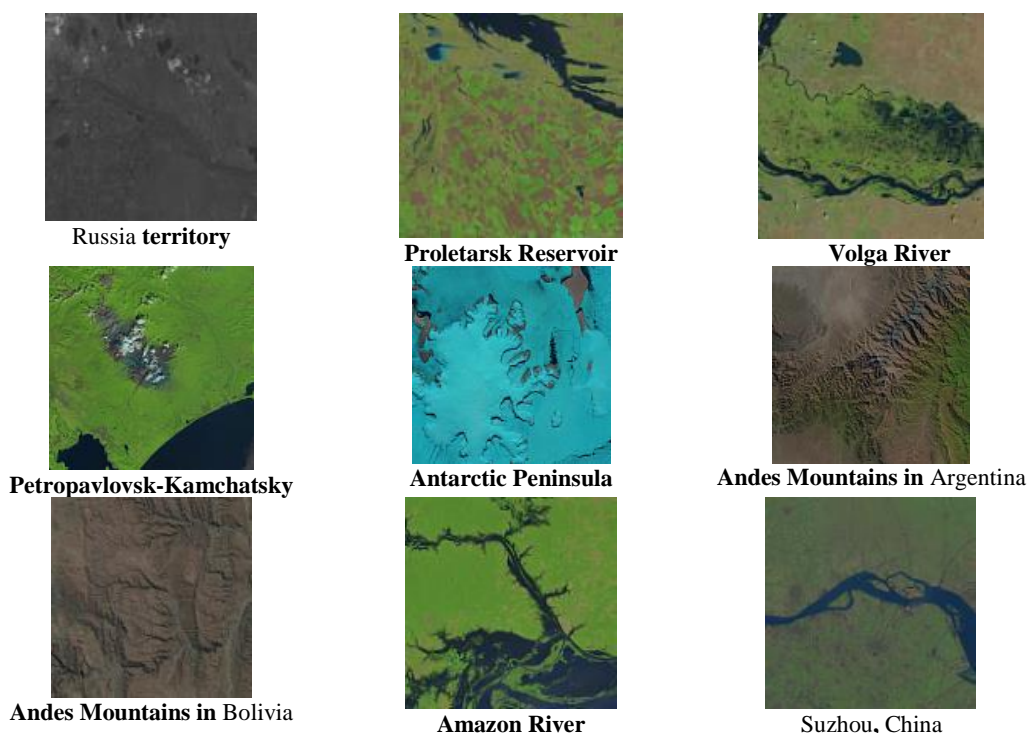 Russia territory
Proletarsk Reservoir
Volga River
Petropavlovsk-Kamchatsky
Antarctic Peninsula
Andes Mountains in Argentina
Andes Mountains in Bolivia
Amazon River
Suzhou, China